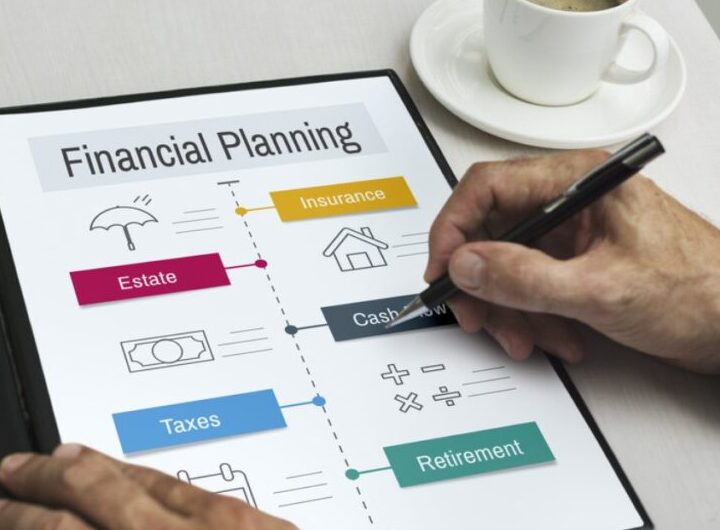 Financial Planning
Insurance
Estate
Cash
Taxes
Retirement